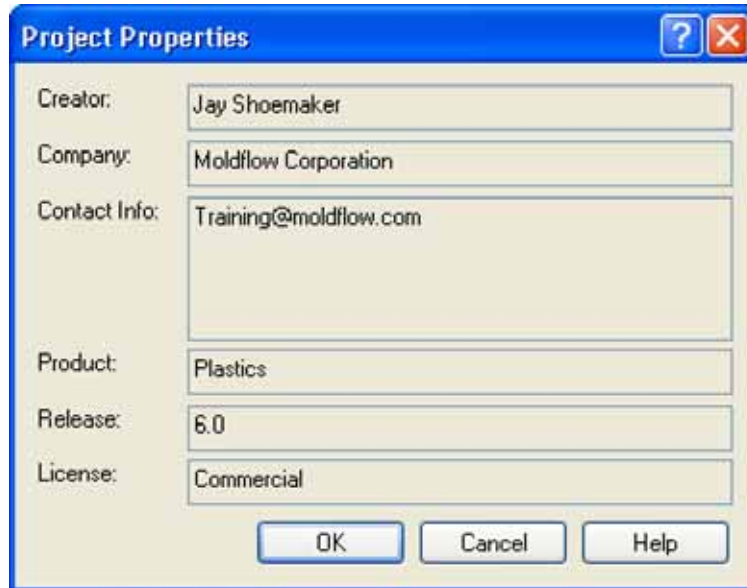 Project Properties
Creator: Jay Shoemaker
Company: Moldflow Corporation
Contact Info: Training@moldflow.com
Product: Plastics
Release: 6.0
License: Commercial
OK Cancel Help